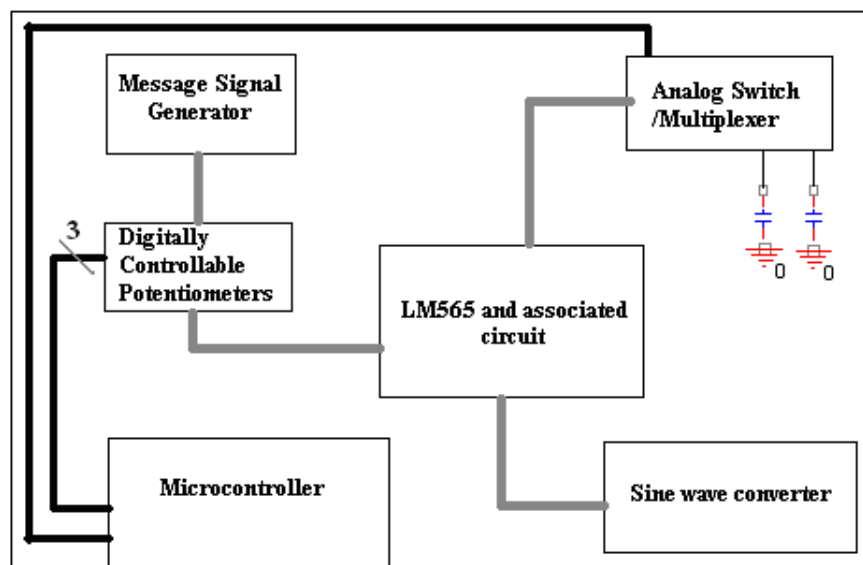 Message Signal
Generator
Analog Switch
/Multiplexer
3
Digitally
Controllable
Potentiometers
0
0
LM565 and associated
circuit
Microcontroller
Sine wave converter